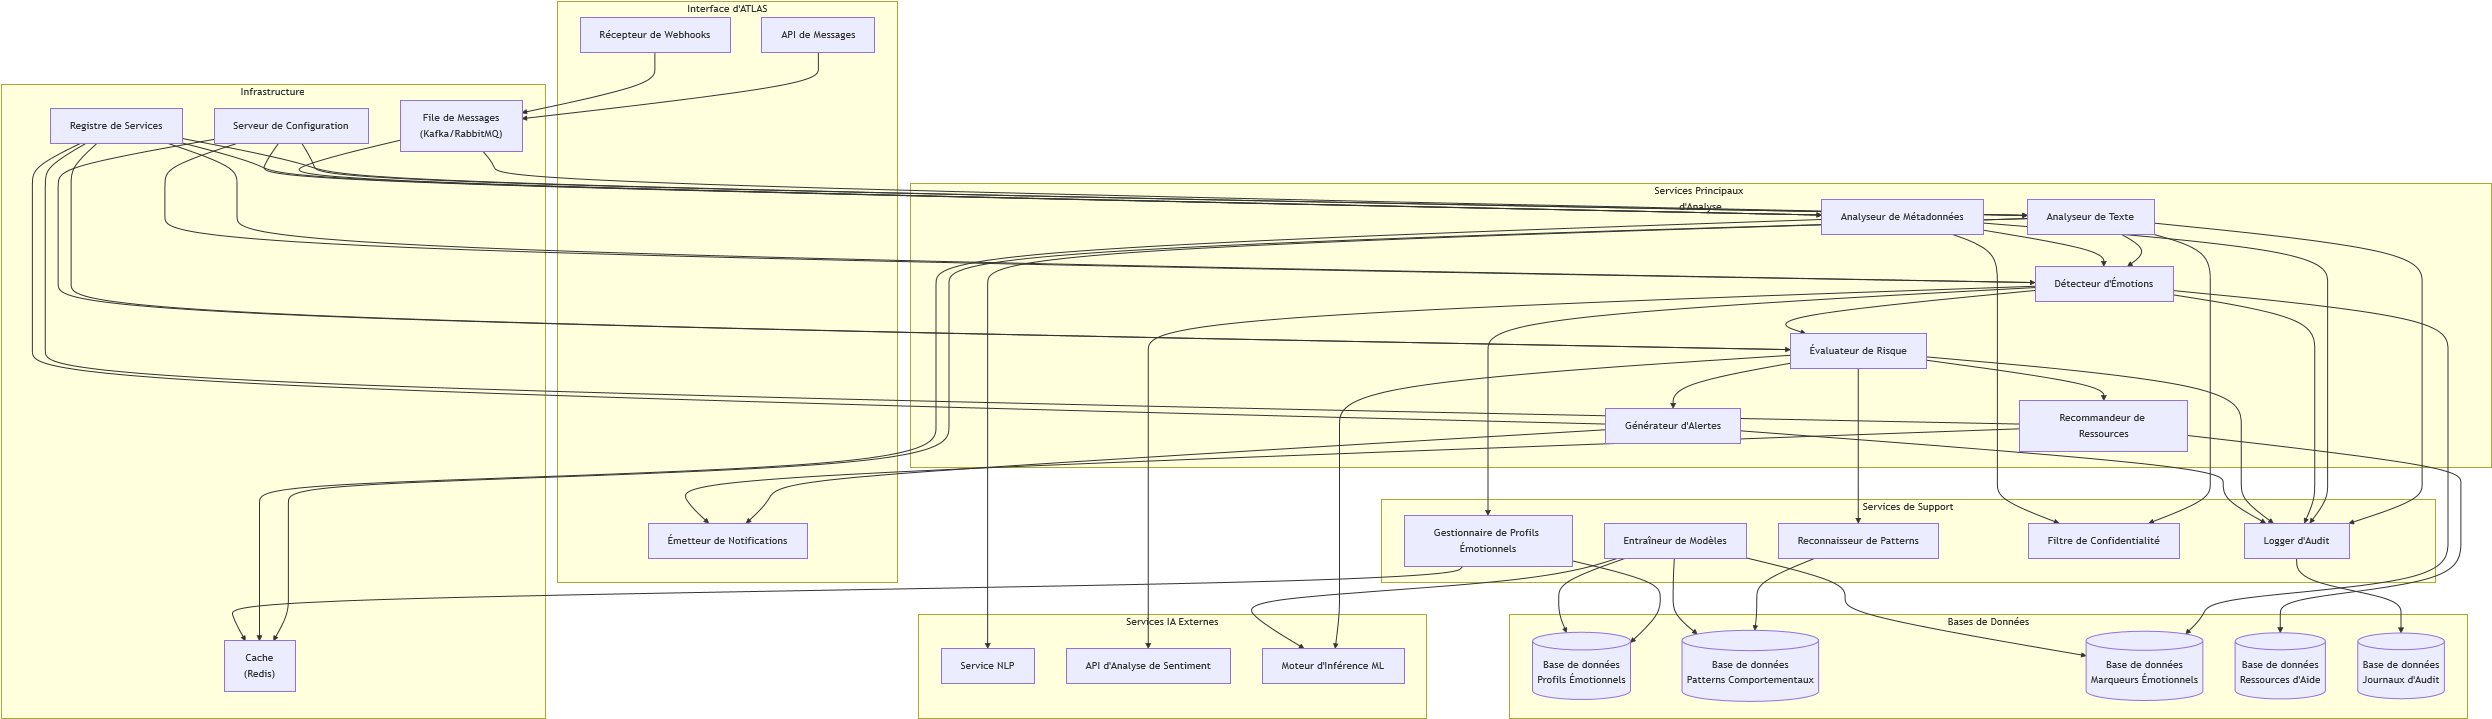 Interface d'ATLAS
Récepteur de Webhooks
API de Messages
Infrastructure
Registre de Services
Serveur de Configuration
File de Messages
(Kafka/RabbitMQ)
Services Principaux
d'Analyse
Analyseur de Métadonnées
Analyseur de Texte
Détecteur d'Émotions
Évaluateur de Risque
Générateur d'Alertes
Recommandeur de
Ressources
Émetteur de Notifications
Services de Support
Gestionnaire de Profils
Émotionnels
Entraîneur de Modèles
Reconnaisseur de Patterns
Filtre de Confidentialité
Logger d'Audit
Cache
(Redis)
Services IA Externes
Service NLP
API d'Analyse de Sentiment
Moteur d'Inférence ML
Bases de Données
Base de données
Profils Émotionnels
Base de données
Patterns Comportementaux
Base de données
Marqueurs Émotionnels
Base de données
Ressources d'Aide
Base de données
Journaux d'Audit